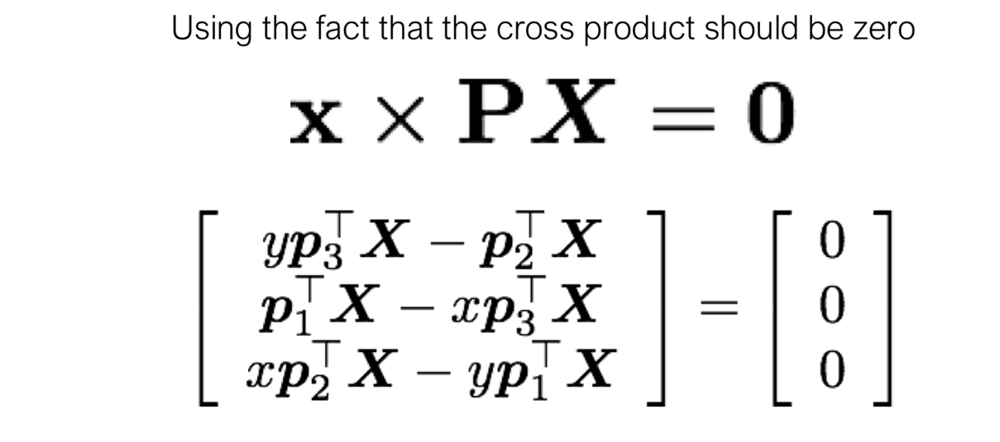 Using the fact that the cross product should be zero
𝐱 × 𝐏𝑿 = 𝟎
[ y𝒑₃ᵀ𝑿 − 𝒑₂ᵀ𝑿 ] = [ 0 ]
[ 𝒑₁ᵀ𝑿 − x𝒑₃ᵀ𝑿 ] [ 0 ]
[ x𝒑₂ᵀ𝑿 − y𝒑₁ᵀ𝑿 ] [ 0 ]